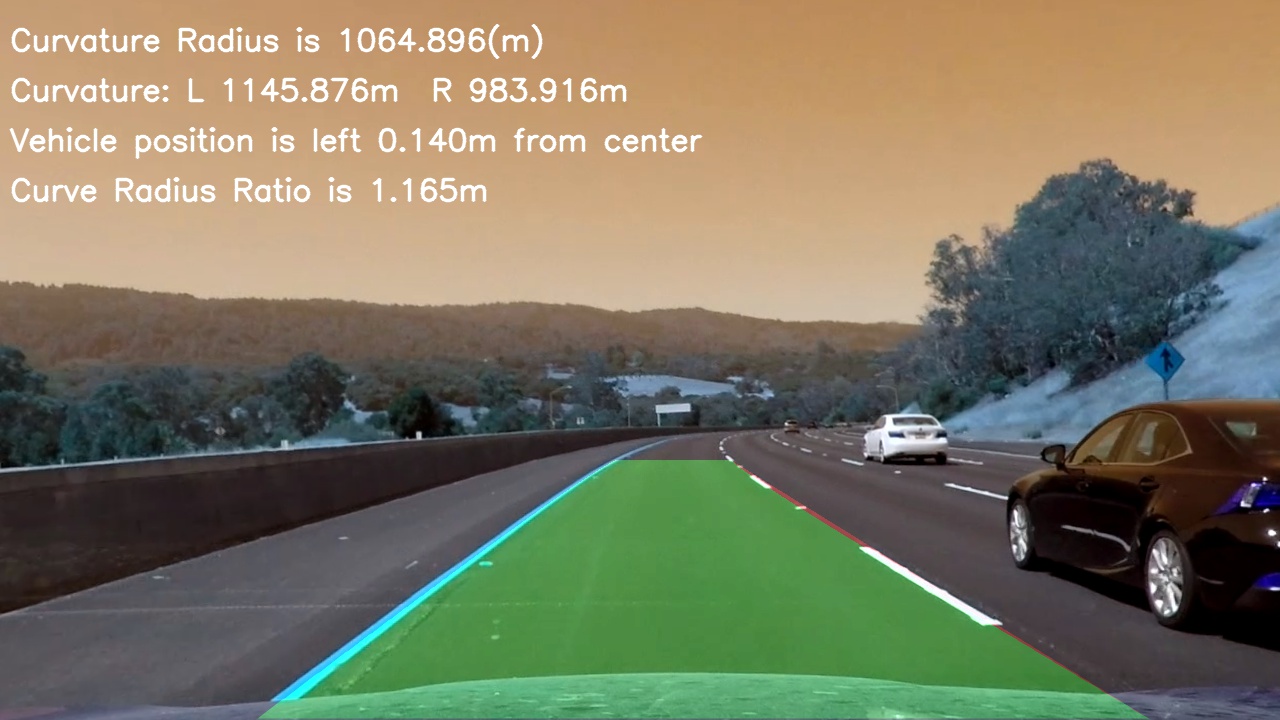 Curvature Radius is 1064.896(m)
Curvature: L 1145.876m R 983.916m
Vehicle position is left 0.140m from center
Curve Radius Ratio is 1.165m